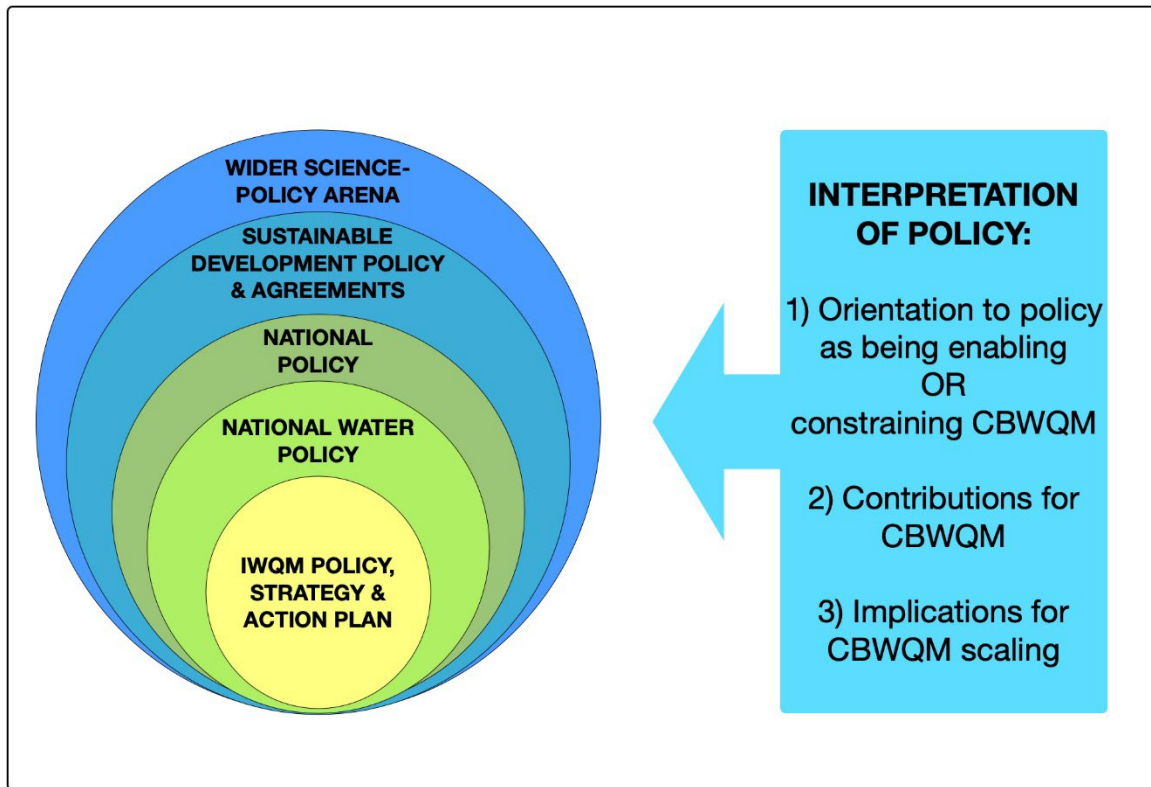 WIDER SCIENCE-
POLICY ARENA
SUSTAINABLE
DEVELOPMENT POLICY
& AGREEMENTS
NATIONAL
POLICY
NATIONAL WATER
POLICY
IWQM POLICY,
STRATEGY &
ACTION PLAN
INTERPRETATION
OF POLICY:
1) Orientation to policy
as being enabling
OR
constraining CBWQM
2) Contributions for
CBWQM
3) Implications for
CBWQM scaling